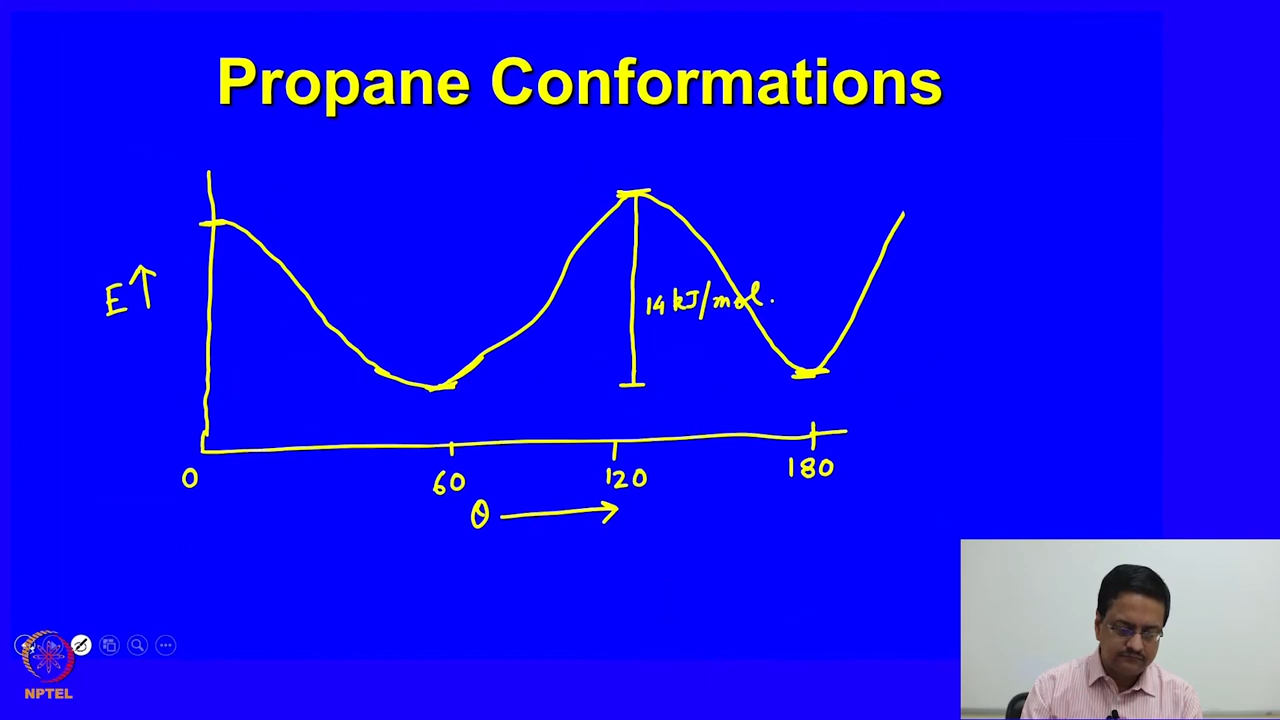 Propane Conformations
E↑
14 kJ/mol.
0
60
120
180
θ →
NPTEL